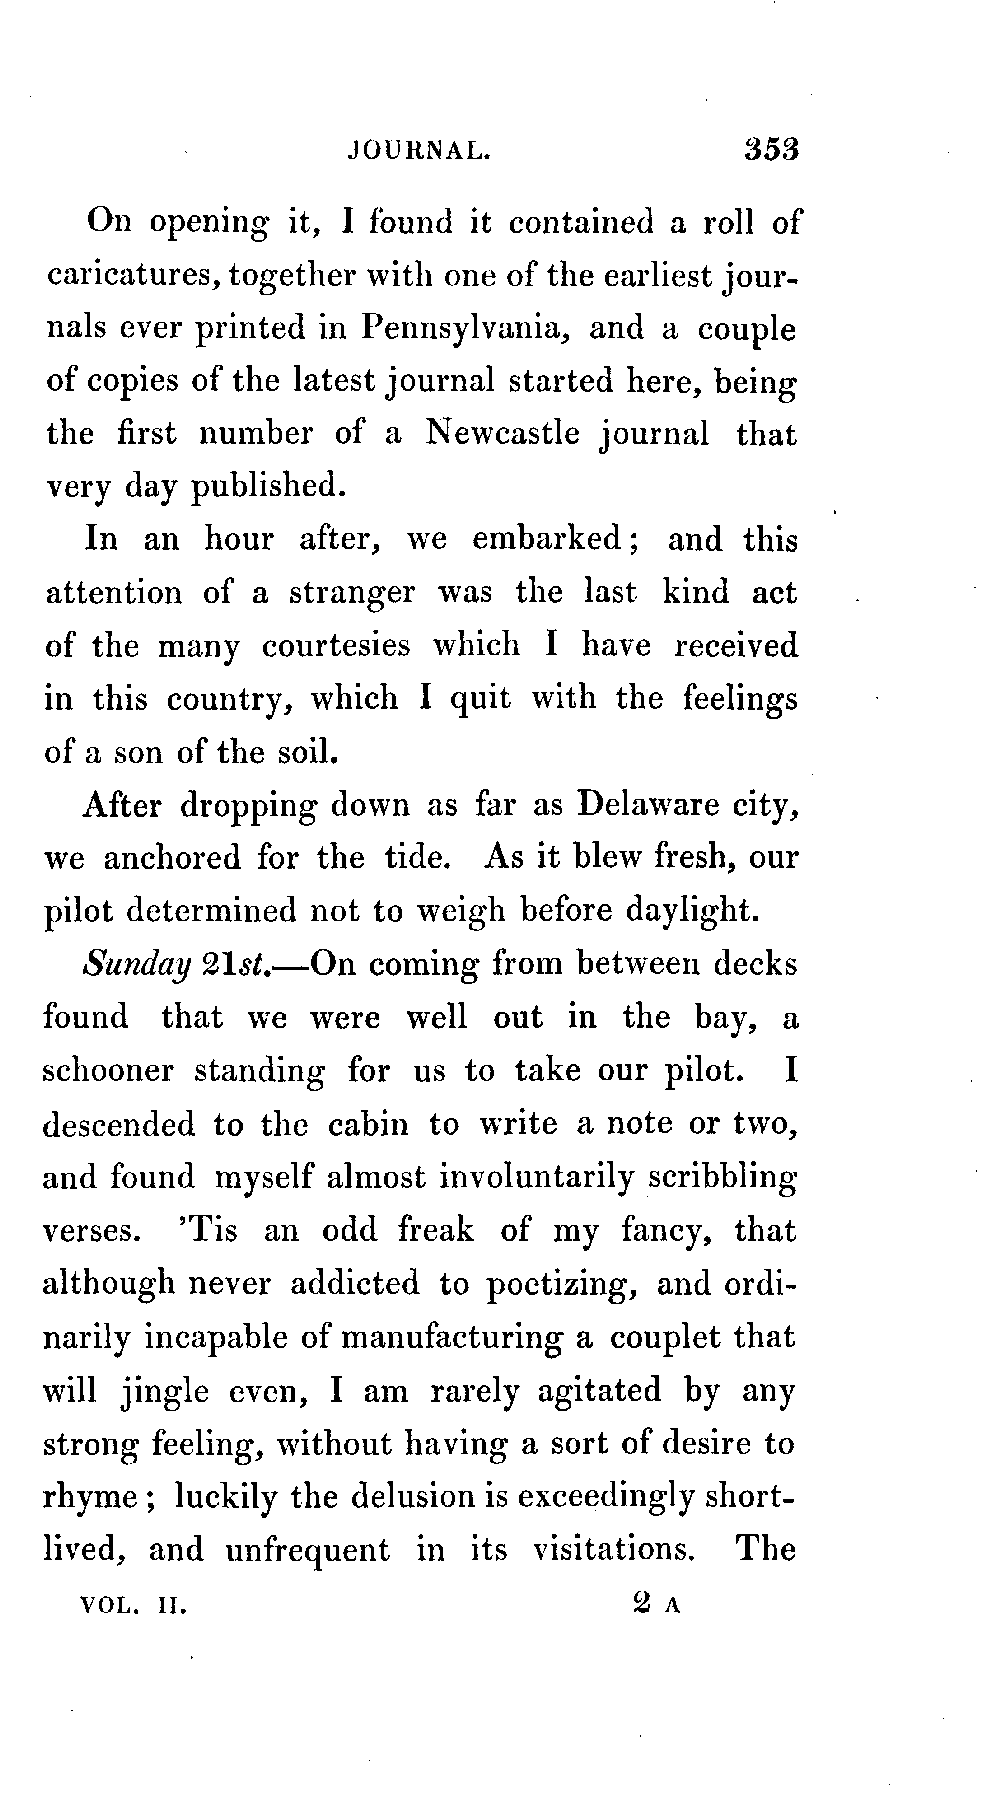 JOURNAL. 353
On opening it, I found it contained a roll of
caricatures, together with one of the earliest jour-
nals ever printed in Pennsylvania, and a couple
of copies of the latest journal started here, being
the first number of a Newcastle journal that
very day published.
In an hour after, we embarked; and this
attention of a stranger was the last kind act
of the many courtesies which I have received
in this country, which I quit with the feelings
of a son of the soil.
After dropping down as far as Delaware city,
we anchored for the tide. As it blew fresh, our
pilot determined not to weigh before daylight.
Sunday 21st.—On coming from between decks
found that we were well out in the bay, a
schooner standing for us to take our pilot. I
descended to the cabin to write a note or two,
and found myself almost involuntarily scribbling
verses. 'Tis an odd freak of my fancy, that
although never addicted to poetizing, and ordi-
narily incapable of manufacturing a couplet that
will jingle even, I am rarely agitated by any
strong feeling, without having a sort of desire to
rhyme; luckily the delusion is exceedingly short-
lived, and unfrequent in its visitations. The
VOL. II. 2 A